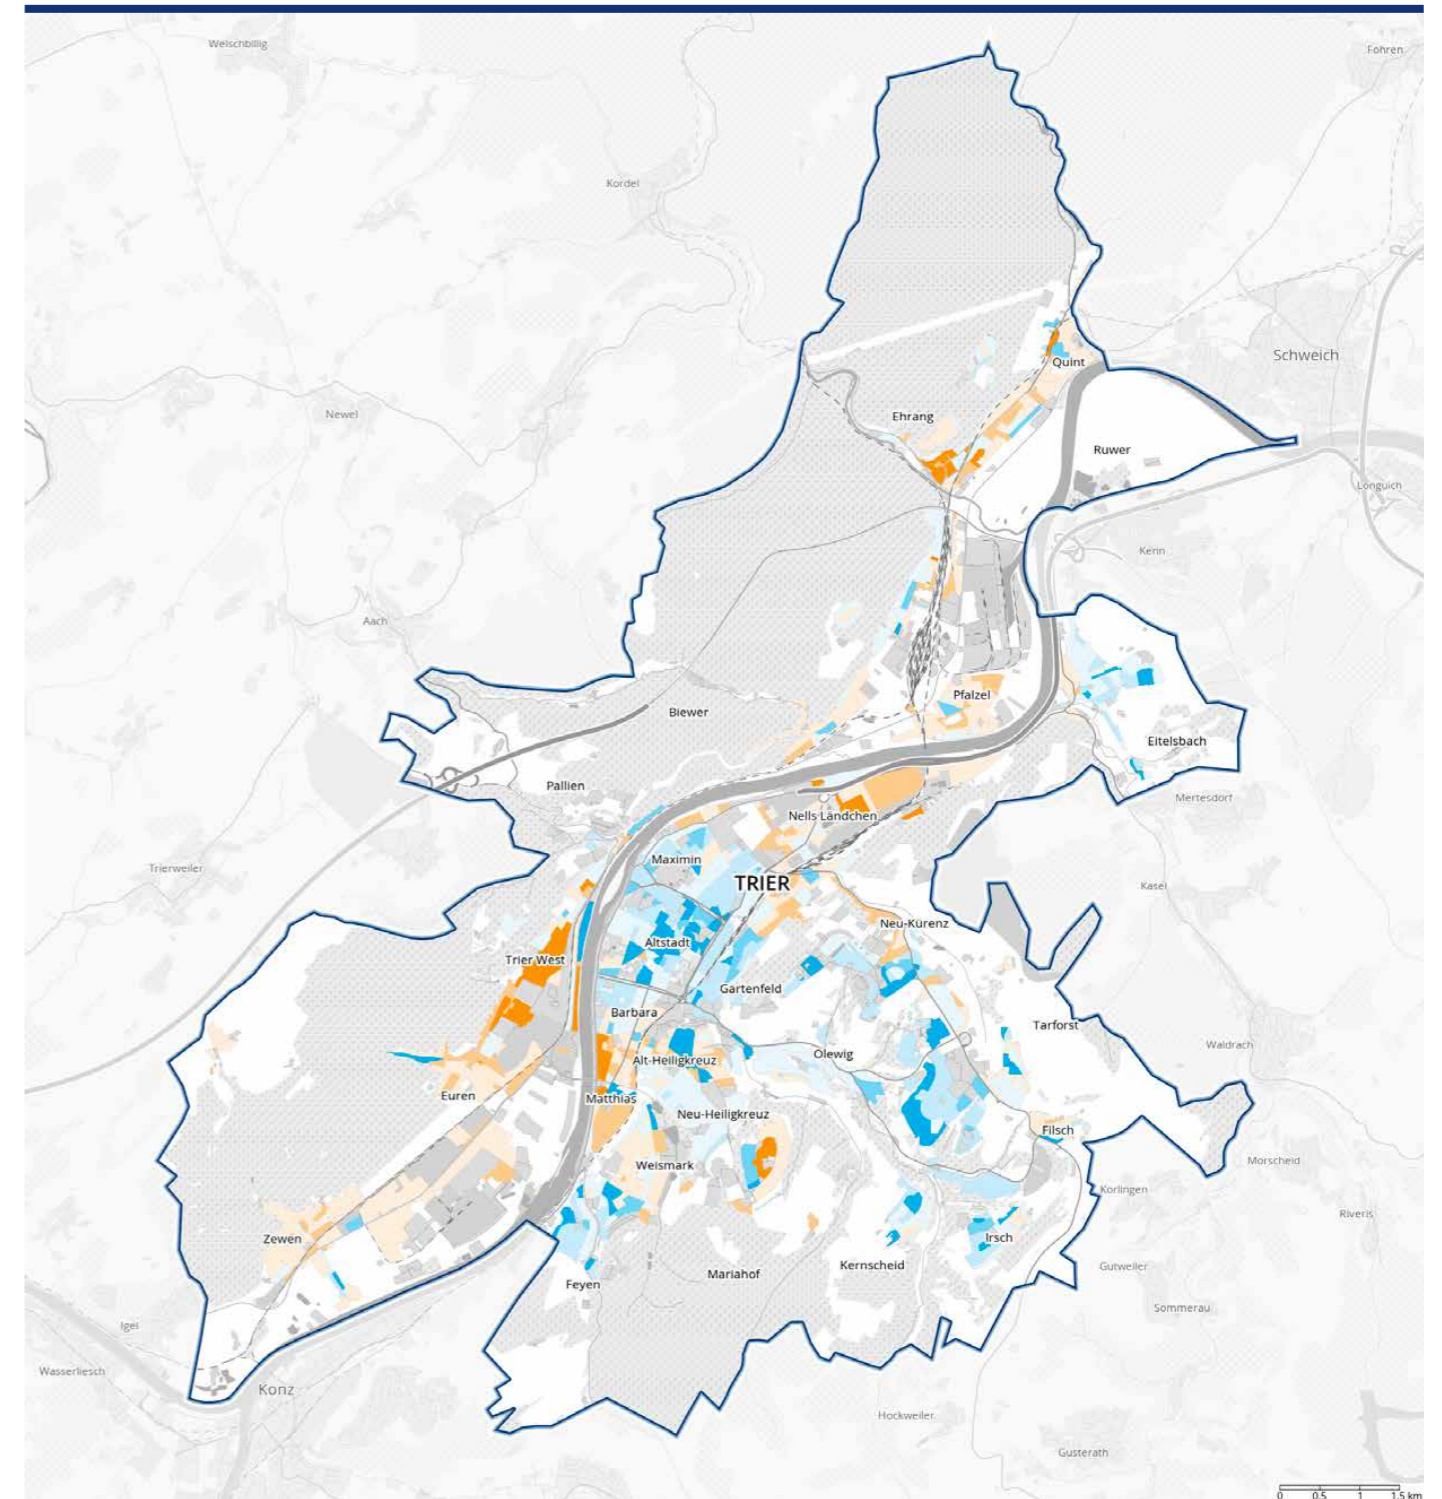 Welschbillig
Föhren
Kordel
Schweich
Quint
Newel
Ehrang
Ruwer
Longuich
Kenn
Aach
Pfalzel
Biewer
Eitelsbach
Pallien
Mertesdorf
Nells Ländchen
Maximin
Trierweiler
TRIER
Kasel
Neu-Kürenz
Altstadt
Trier West
Gartenfeld
Barbara
Tarforst
Waldrach
Olewig
Alt-Heiligkreuz
Euren
Matthias
Neu-Heiligkreuz
Filsch
Weismark
Morscheid
Korlingen
Riveris
Zewen
Irsch
Kernscheid
Gutweiler
Mariahof
Feyen
Sommerau
Igel
Wasserliesch
Konz
Hockweiler
Gusterath
0 0.5 1 1.5 km